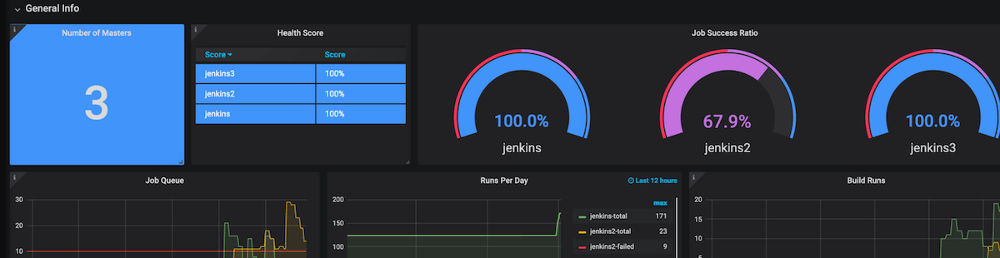 General Info
Number of Masters
3
Health Score
Score Score
jenkins3 100%
jenkins2 100%
jenkins 100%
Job Success Ratio
100.0% 67.9% 100.0%
jenkins jenkins2 jenkins3
Job Queue
30
20
10
Runs Per Day
Last 12 hours
200
150
100
max
jenkins-total 171
jenkins2-total 23
jenkins2-failed 9
Build Runs
20
15
10